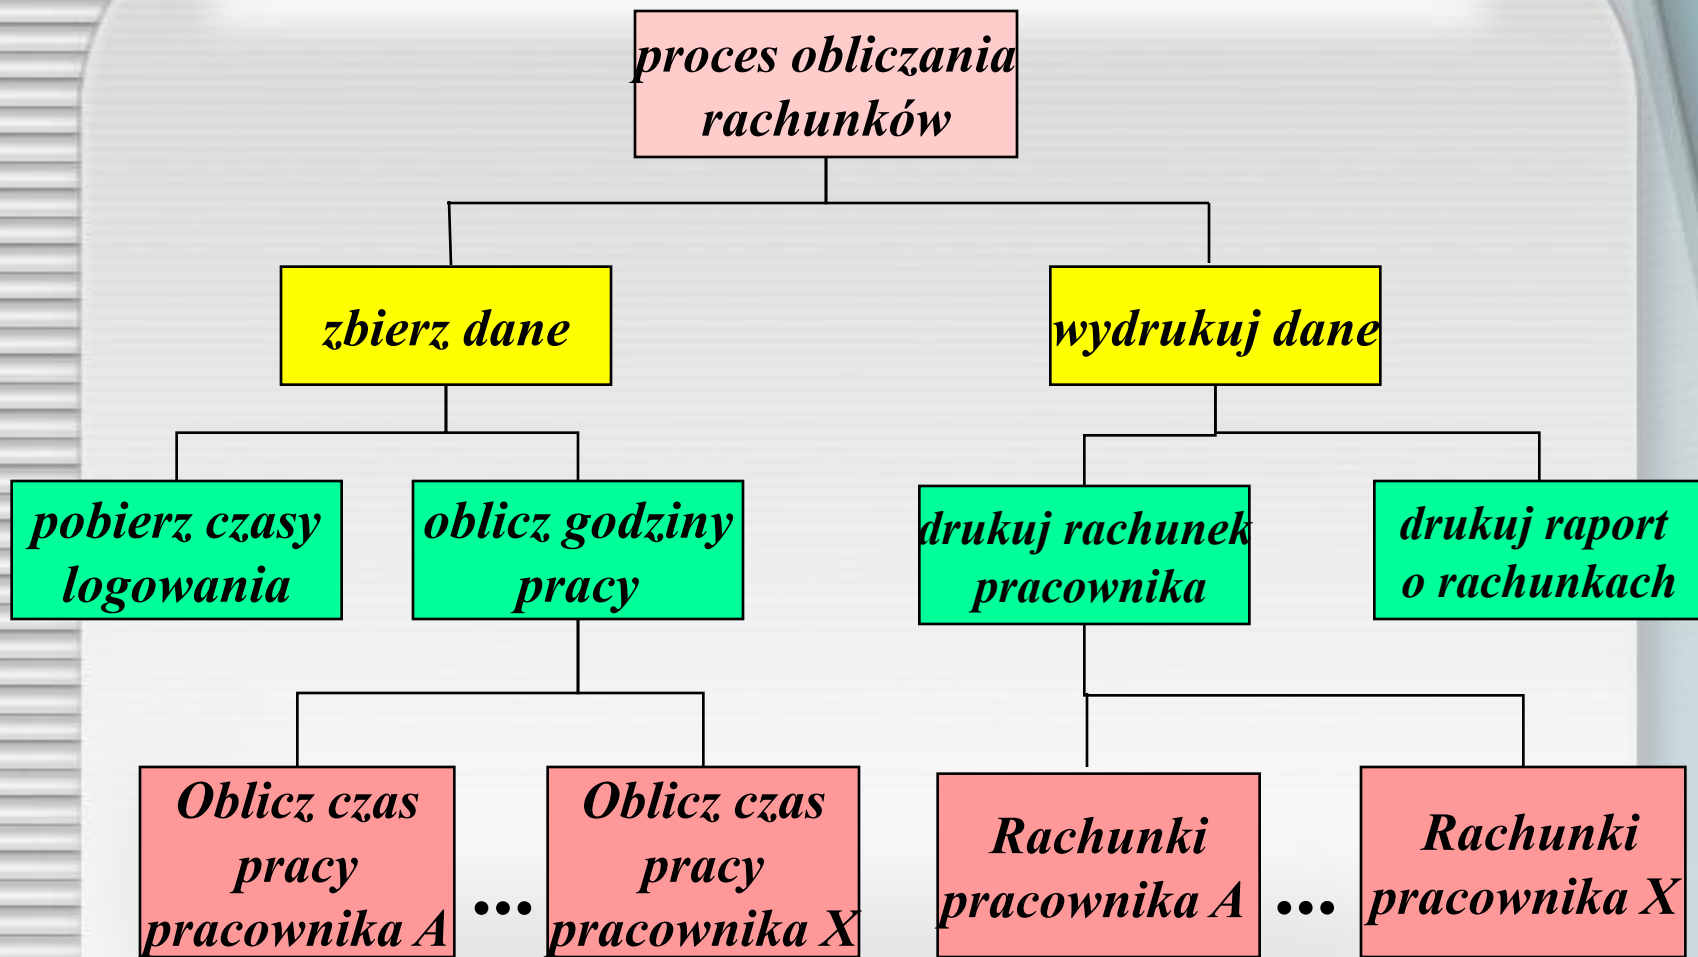 proces obliczania
rachunków
zbierz dane
wydrukuj dane
pobierz czasy
logowania
oblicz godziny
pracy
drukuj rachunek
pracownika
drukuj raport
o rachunkach
Oblicz czas
pracy
pracownika A
...
Oblicz czas
pracy
pracownika X
Rachunki
pracownika A
...
Rachunki
pracownika X